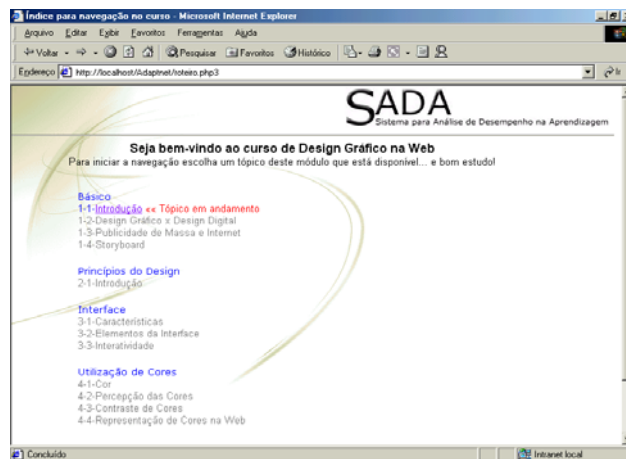 Índice para navegação no curso - Microsoft Internet Explorer
Arquivo Editar Exibir Favoritos Ferramentas Ajuda
Voltar Pesquisar Favoritos Histórico
Endereço http://localhost/Adaptnet/roteiro.php3 Ir
SADA
Sistema para Análise de Desempenho na Aprendizagem
Seja bem-vindo ao curso de Design Gráfico na Web
Para iniciar a navegação escolha um tópico deste módulo que está disponível... e bom estudo!
Básico
1-1-Introdução << Tópico em andamento
1-2-Design Gráfico x Design Digital
1-3-Publicidade de Massa e Internet
1-4-Storyboard
Princípios do Design
2-1-Introdução
Interface
3-1-Características
3-2-Elementos da Interface
3-3-Interatividade
Utilização de Cores
4-1-Cor
4-2-Percepção das Cores
4-3-Contraste de Cores
4-4-Representação de Cores na Web
Concluído Intranet local